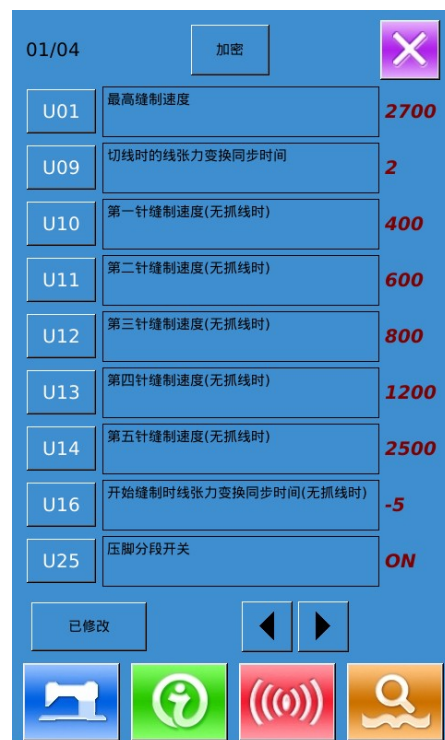 01/04
加密
U01
最高缝制速度
2700
U09
切线时的线张力变换同步时间
2
U10
第一针缝制速度(无抓线时)
400
U11
第二针缝制速度(无抓线时)
600
U12
第三针缝制速度(无抓线时)
800
U13
第四针缝制速度(无抓线时)
1200
U14
第五针缝制速度(无抓线时)
2500
U16
开始缝制时线张力变换同步时间(无抓线时)
-5
U25
压脚分段开关
ON
已修改